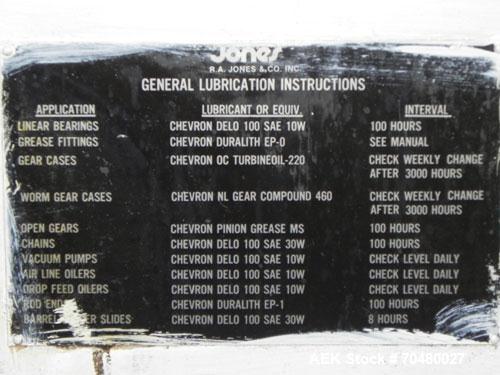 Jones
R.A. JONES & CO. INC.
GENERAL LUBRICATION INSTRUCTIONS
APPLICATION LUBRICANT OR EQUIV. INTERVAL
LINEAR BEARINGS CHEVRON DELO 100 SAE 10W 100 HOURS
GREASE FITTINGS CHEVRON DURALITH EP-0 SEE MANUAL
GEAR CASES CHEVRON OC TURBINEOIL-220 CHECK WEEKLY CHANGE
AFTER 3000 HOURS
WORM GEAR CASES CHEVRON NL GEAR COMPOUND 460 CHECK WEEKLY CHANGE
AFTER 3000 HOURS
OPEN GEARS CHEVRON PINION GREASE MS 100 HOURS
CHAINS CHEVRON DELO 100 SAE 30W 100 HOURS
VACUUM PUMPS CHEVRON DELO 100 SAE 10W CHECK LEVEL DAILY
AIR LINE OILERS CHEVRON DELO 100 SAE 10W CHECK LEVEL DAILY
DROP FEED OILERS CHEVRON DELO 100 SAE 10W CHECK LEVEL DAILY
ROD ENDS CHEVRON DURALITH EP-1 100 HOURS
BARREL SLIDES CHEVRON DELO 100 SAE 30W 8 HOURS
AEK Stock # 70480027